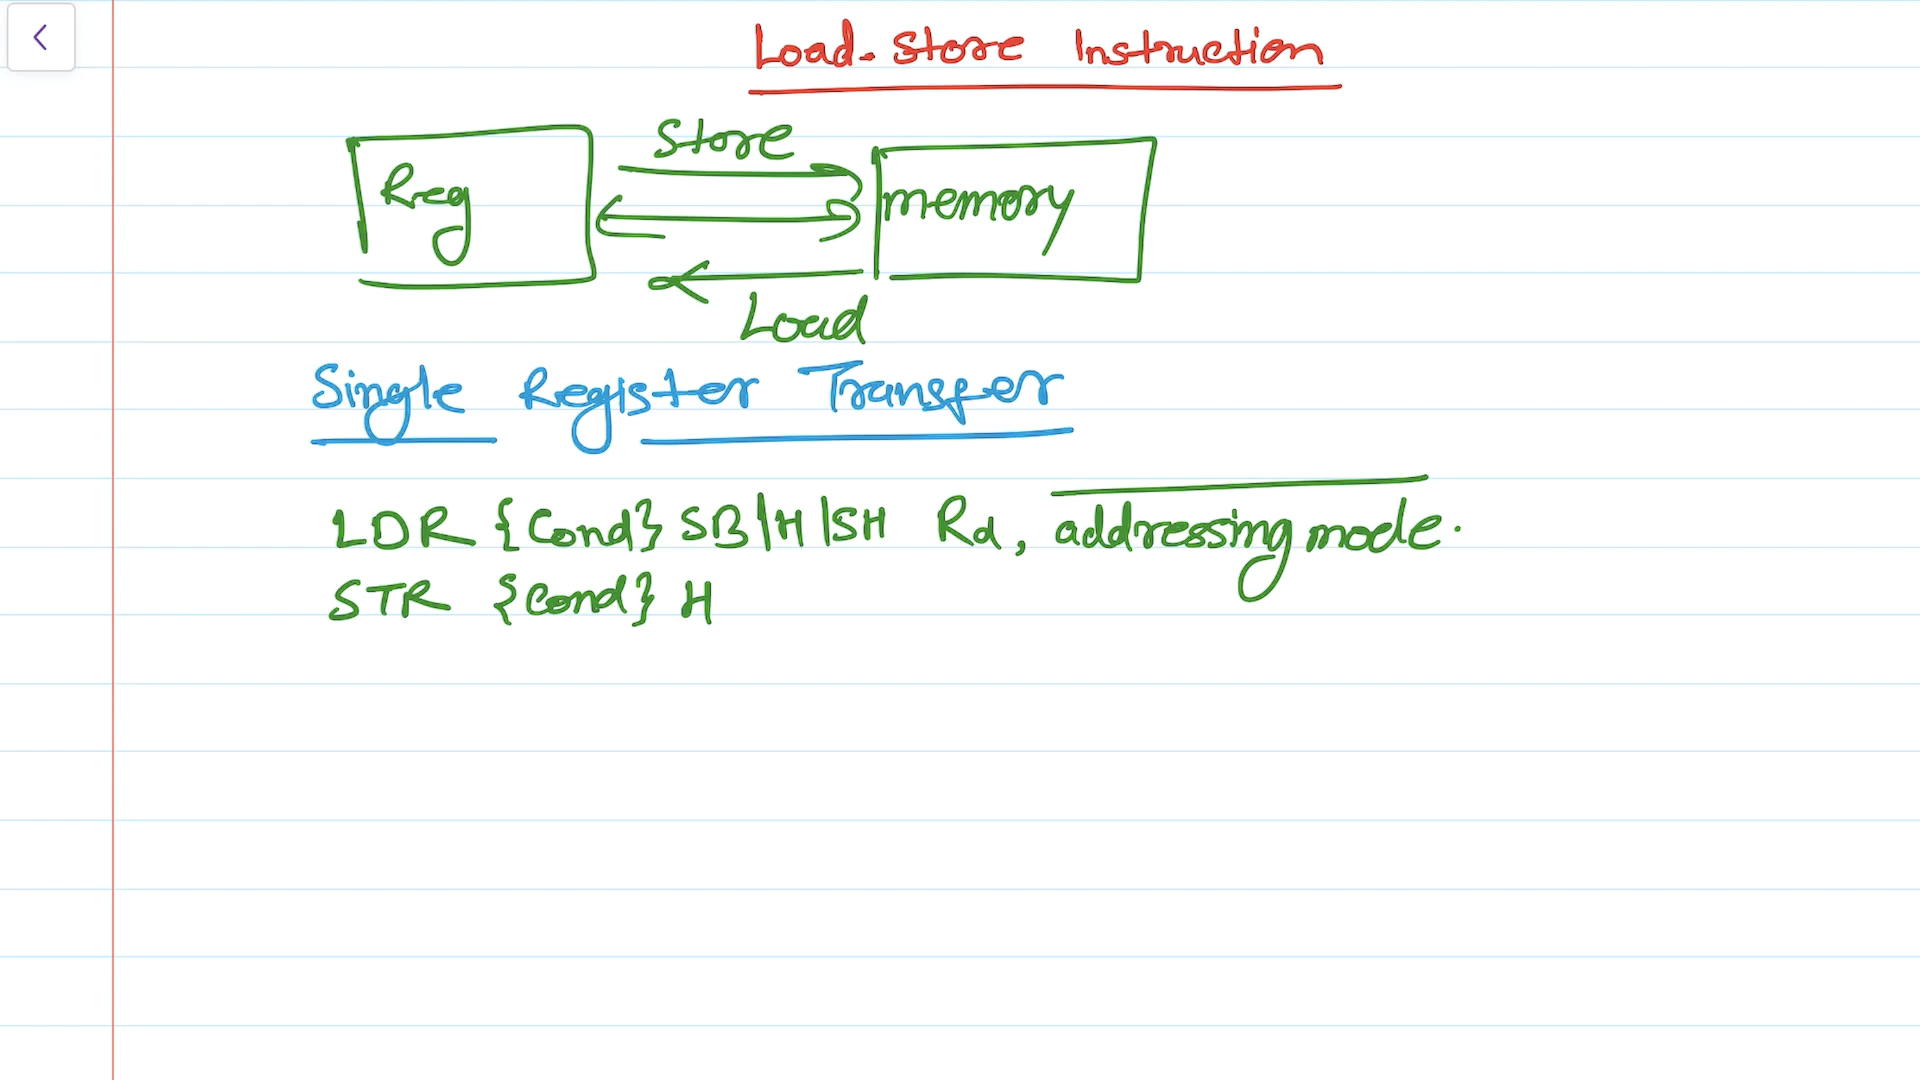 Load-Store Instruction
Store
Reg
memory
Load
Single Register Transfer
LDR {Cond} SB|H|SH Rd, addressing mode.
STR {Cond} H